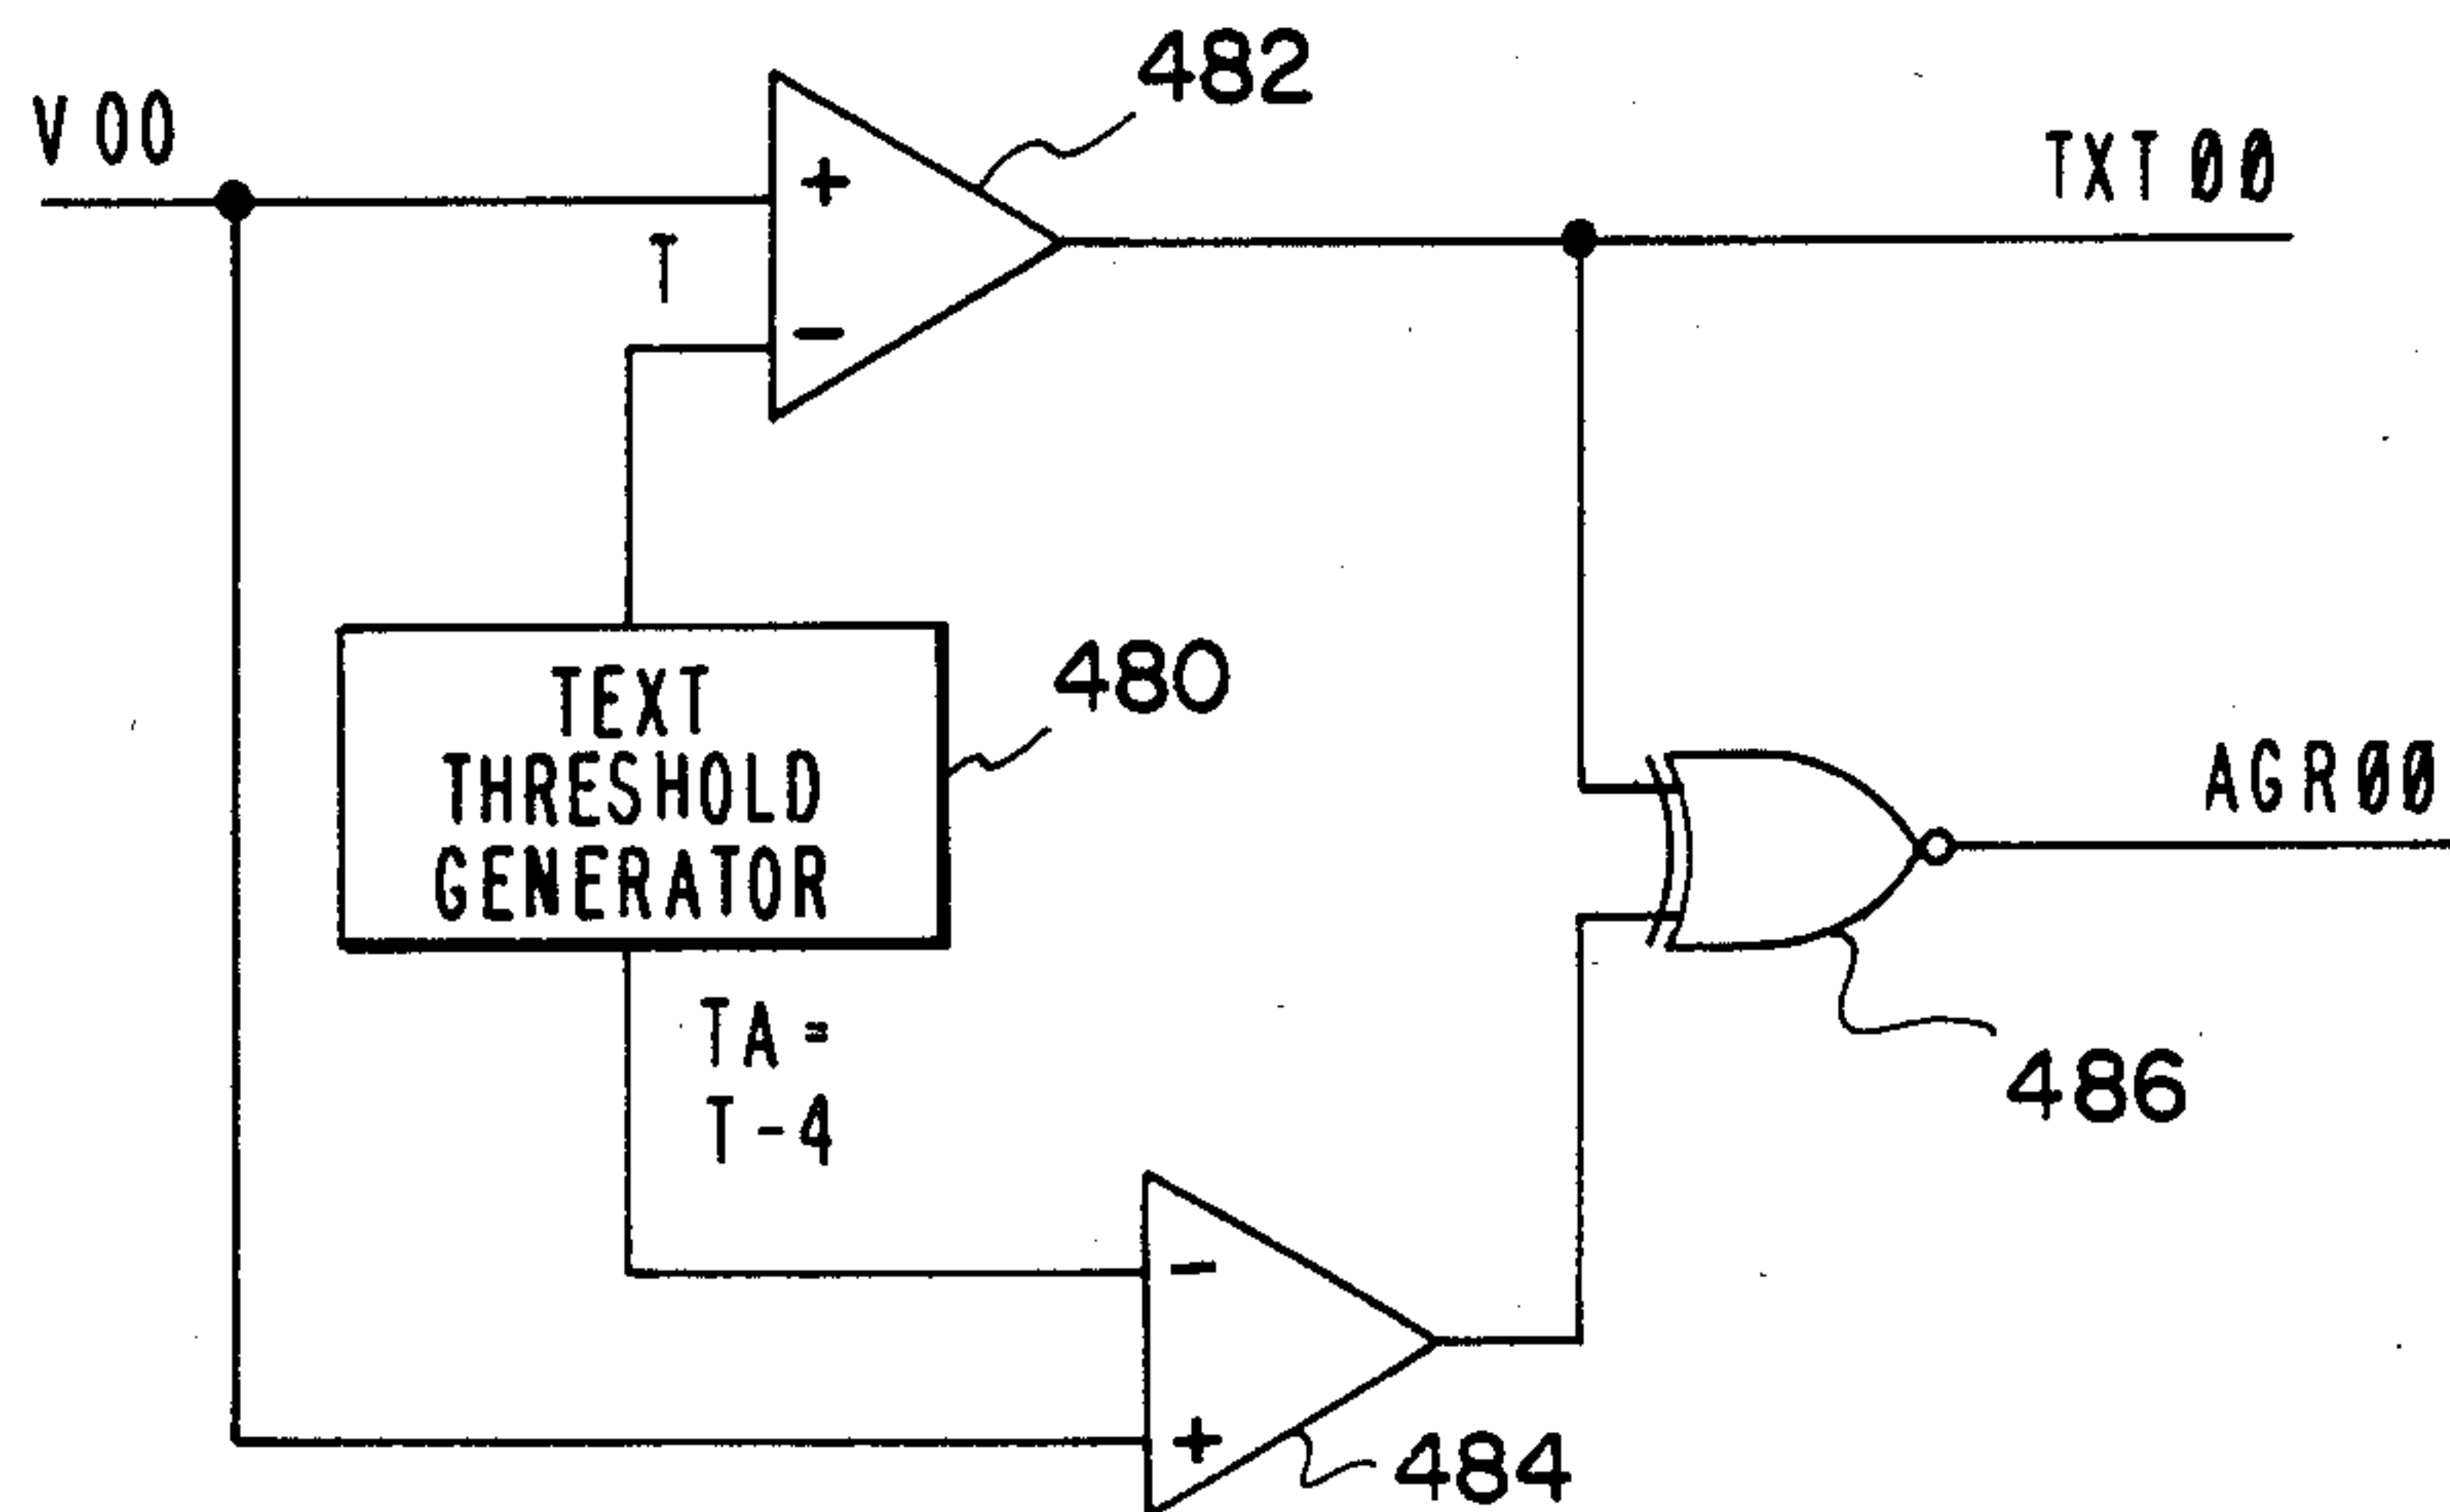 482
V 00
TXT 00
+
T
-
TEXT
THRESHOLD
GENERATOR
480
AGR00
TA =
T-4
486
-
+
484